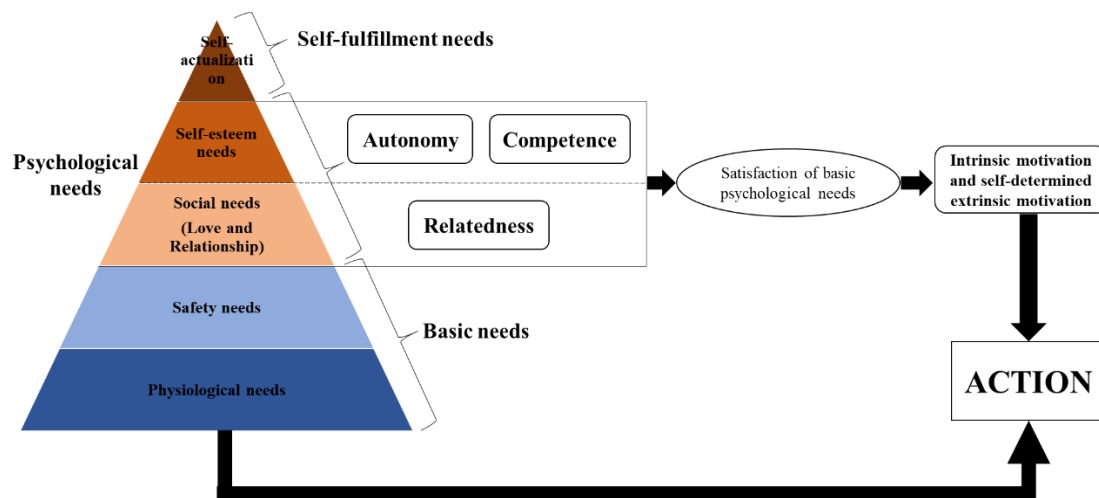 Self-
actualizati
on
Self-fulfillment needs
Self-esteem
needs
Psychological
needs
Autonomy
Competence
Social needs
(Love and
Relationship)
Relatedness
Satisfaction of basic
psychological needs
Intrinsic motivation
and self-determined
extrinsic motivation
Safety needs
Basic needs
Physiological needs
ACTION